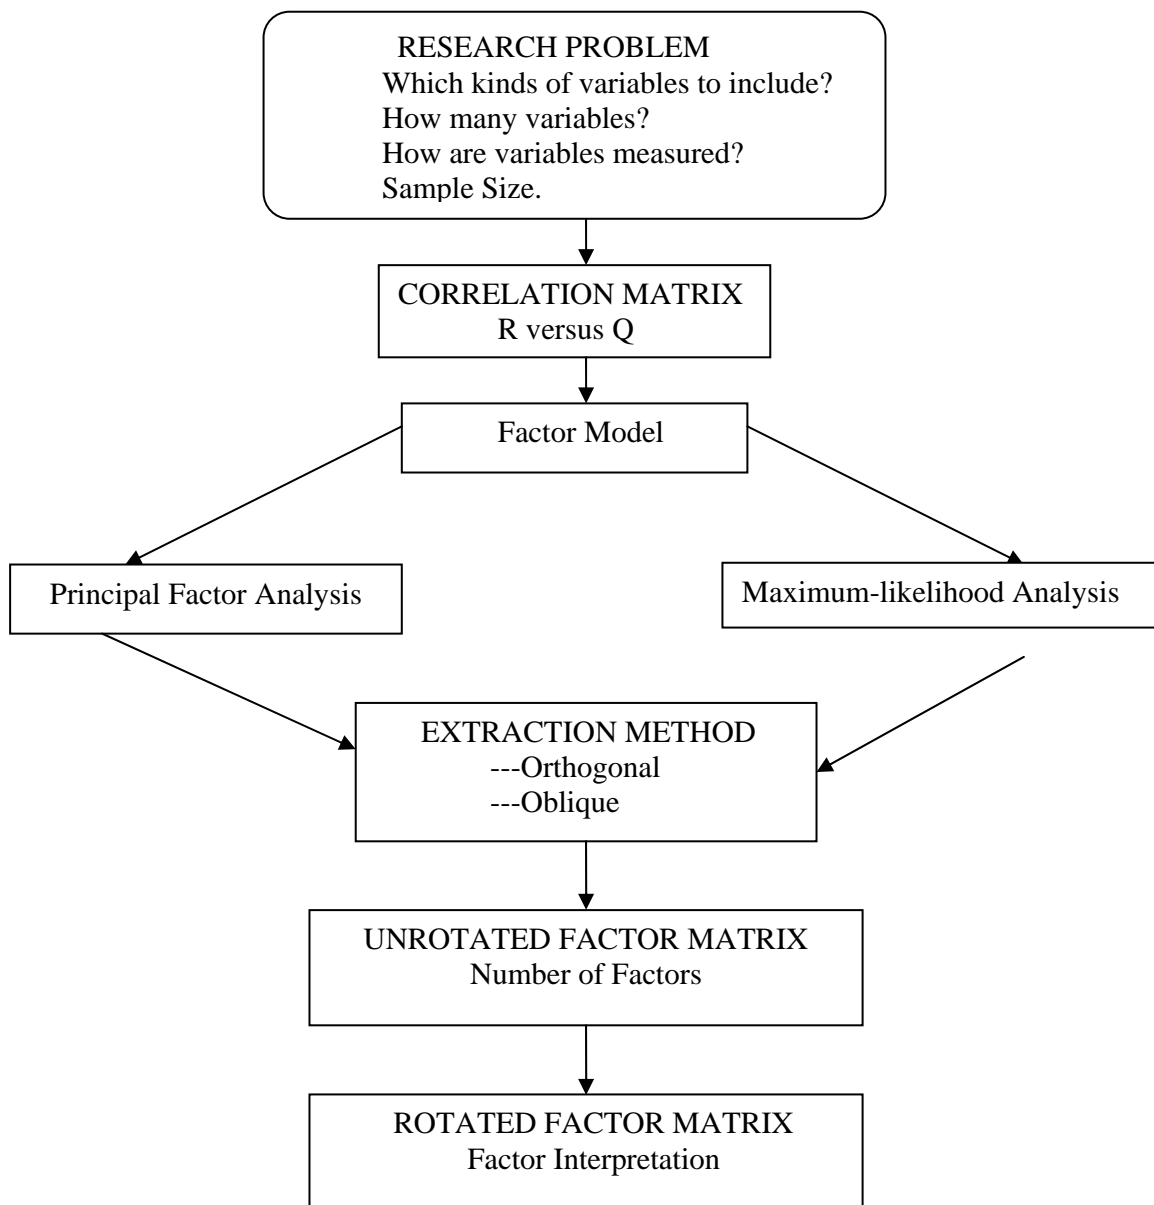 RESEARCH PROBLEM
Which kinds of variables to include?
How many variables?
How are variables measured?
Sample Size.
CORRELATION MATRIX
R versus Q
Factor Model
Principal Factor Analysis
Maximum-likelihood Analysis
EXTRACTION METHOD
---Orthogonal
---Oblique
UNROTATED FACTOR MATRIX
Number of Factors
ROTATED FACTOR MATRIX
Factor Interpretation